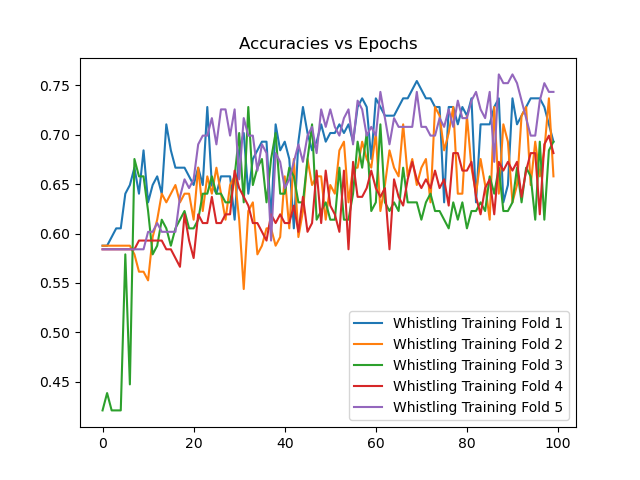 Accuracies vs Epochs
0.75
0.70
0.65
0.60
0.55
0.50
0.45
0 20 40 60 80 100
Whistling Training Fold 1
Whistling Training Fold 2
Whistling Training Fold 3
Whistling Training Fold 4
Whistling Training Fold 5